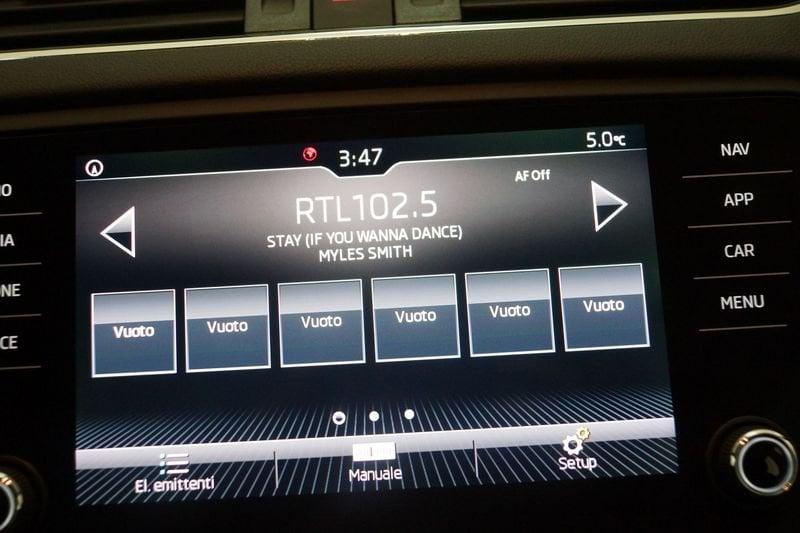 3:47
5.0°C
AF Off
RTL102.5
STAY (IF YOU WANNA DANCE)
MYLES SMITH
Vuoto Vuoto Vuoto Vuoto Vuoto Vuoto
El. emittenti Manuale Setup
NAV
APP
CAR
MENU